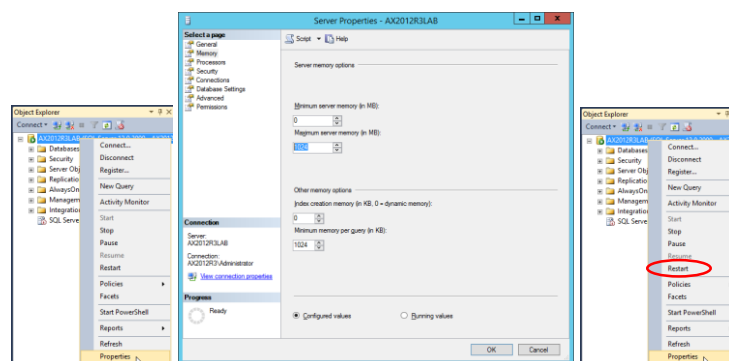 Object Explorer
Connect
AX2012R3LAB
Databases
Security
Server Obj
Replicatio
AlwaysOn
Managem
Integration
SQL Serve
Connect...
Disconnect
Register...
New Query
Activity Monitor
Start
Stop
Pause
Resume
Restart
Policies
Facets
Start PowerShell
Reports
Refresh
Properties
Server Properties - AX2012R3LAB
Select a page
General
Memory
Processors
Security
Connections
Database Settings
Advanced
Permissions
Connection
Server:
AX2012R3LAB
Connection:
AX2012R3\Administrator
View connection properties
Progress
Ready
Script Help
Server memory options
Minimum server memory (in MB):
0
Maximum server memory (in MB):
1024
Other memory options
Index creation memory (in KB, 0 = dynamic memory):
0
Minimum memory per query (in KB):
1024
Configured values Running values
OK Cancel
Object Explorer
Connect
AX2012R3LAB
Databases
Security
Server Obj
Replicatio
AlwaysOn
Managem
Integration
SQL Serve
Connect...
Disconnect
Register...
New Query
Activity Monitor
Start
Stop
Pause
Resume
Restart
Policies
Facets
Start PowerShell
Reports
Refresh
Properties